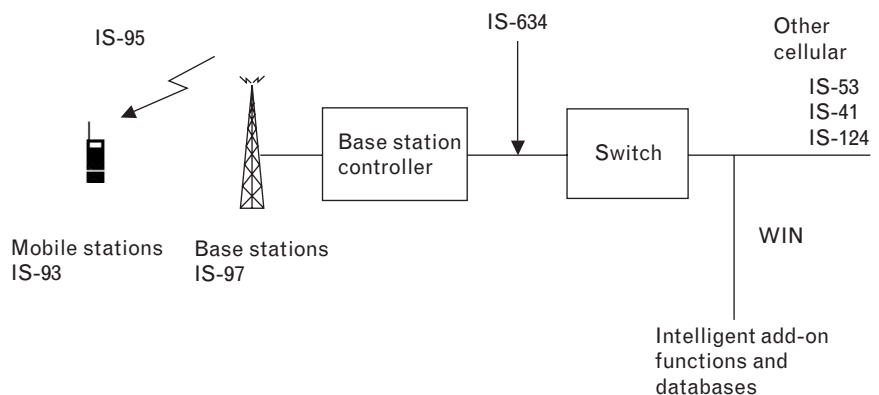 IS-95
IS-634
Other
cellular
IS-53
IS-41
IS-124
Base station
controller
Switch
Mobile stations
IS-93
Base stations
IS-97
WIN
Intelligent add-on
functions and
databases